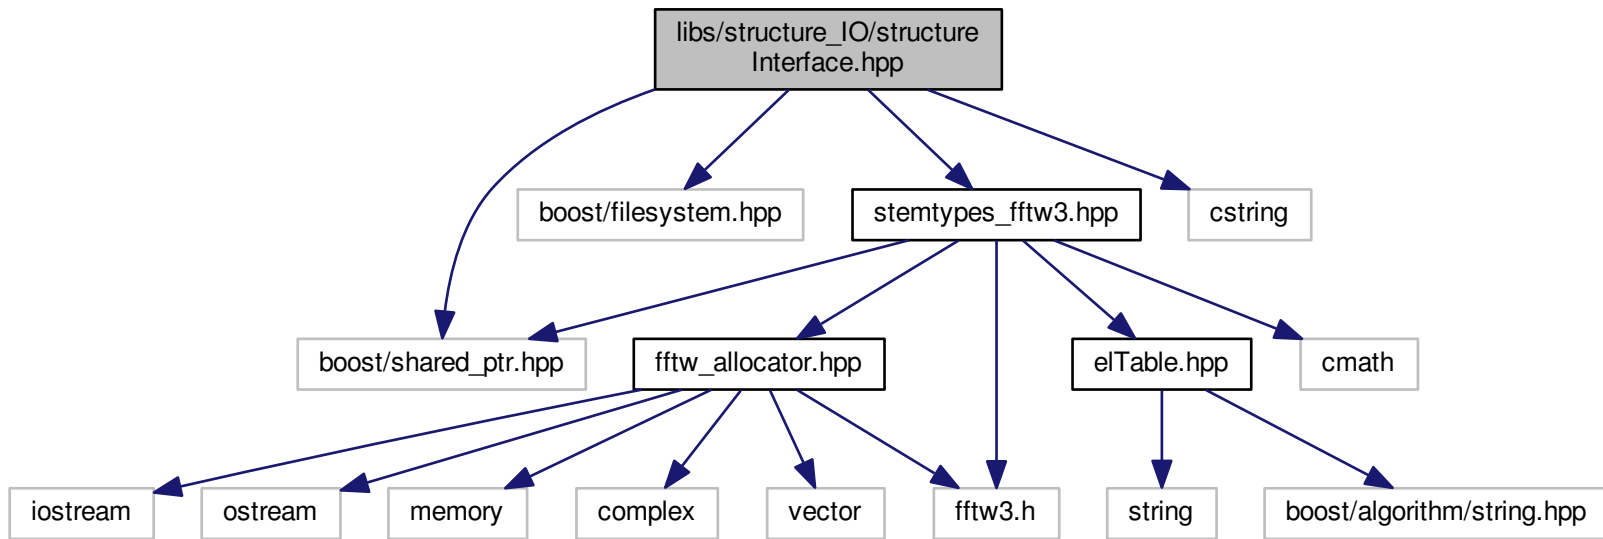 libs/structure_IO/structure
Interface.hpp
boost/filesystem.hpp
stemtypes_fftw3.hpp
cstring
boost/shared_ptr.hpp
fftw_allocator.hpp
elTable.hpp
cmath
iostream
ostream
memory
complex
vector
fftw3.h
string
boost/algorithm/string.hpp